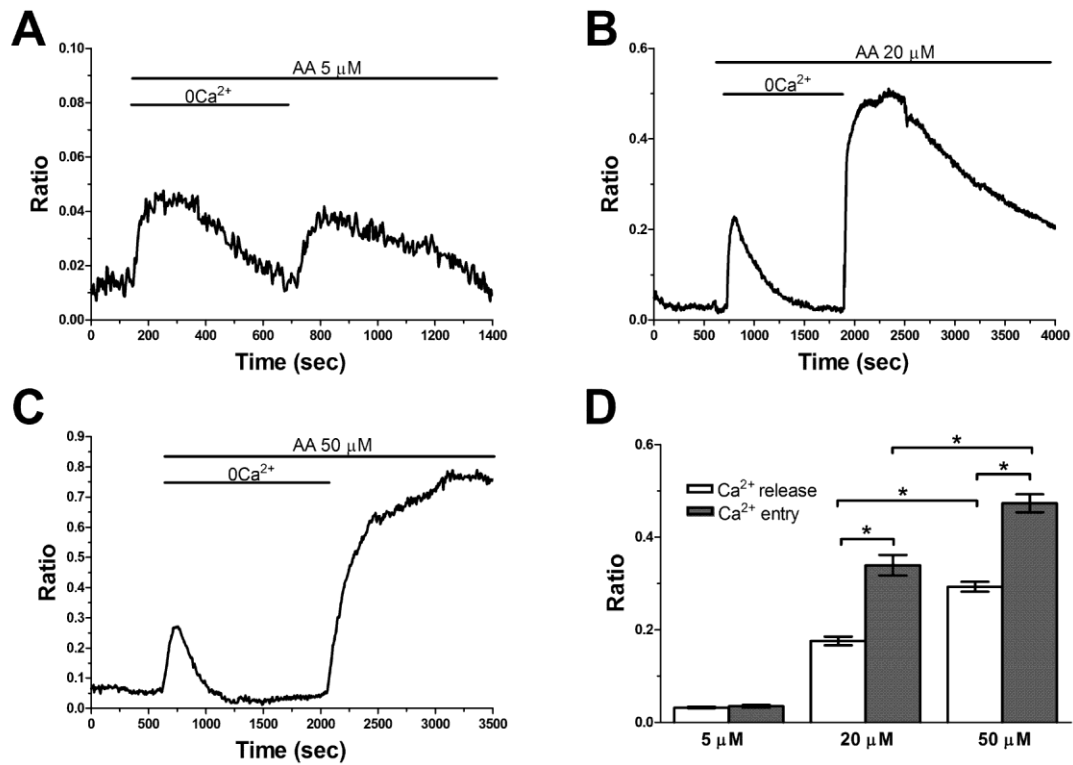 A
AA 5 μM
0Ca²⁺
0.10
0.08
0.06
0.04
0.02
0.00
Ratio
0 200 400 600 800 1000 1200 1400
Time (sec)
B
AA 20 μM
0Ca²⁺
0.6
0.4
0.2
0.0
Ratio
0 500 1000 1500 2000 2500 3000 3500 4000
Time (sec)
C
AA 50 μM
0Ca²⁺
0.9
0.8
0.7
0.6
0.5
0.4
0.3
0.2
0.1
0.0
Ratio
0 500 1000 1500 2000 2500 3000 3500
Time (sec)
D
0.6
0.4
0.2
0.0
Ratio
Ca²⁺ release
Ca²⁺ entry
*
*
*
*
5 μM 20 μM 50 μM